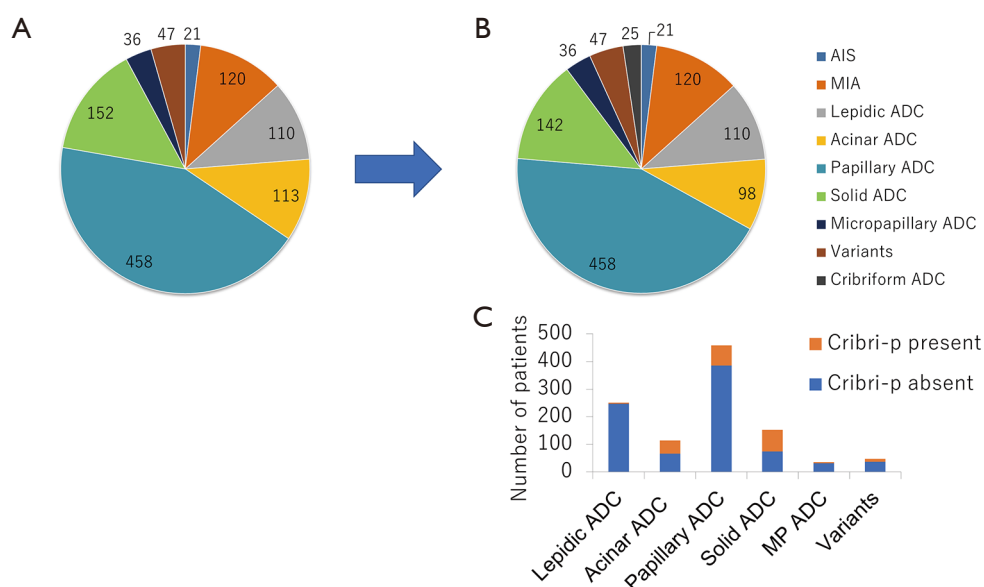 A
36
47
21
120
110
113
458
152
B
36
47
25
21
120
110
98
458
142
AIS
MIA
Lepidic ADC
Acinar ADC
Papillary ADC
Solid ADC
Micropapillary ADC
Variants
Cribriform ADC
C
Number of patients
500
400
300
200
100
0
Lepidic ADC
Acinar ADC
Papillary ADC
Solid ADC
MP ADC
Variants
Cribri-p present
Cribri-p absent